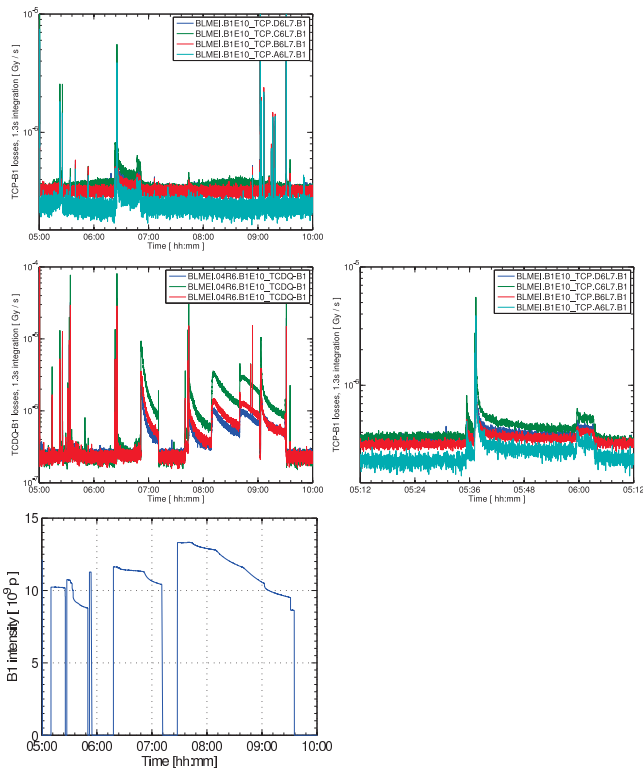 10^-5
BLMEI.B1E10_TCP.D6L7.B1
BLMEI.B1E10_TCP.C6L7.B1
BLMEI.B1E10_TCP.B6L7.B1
BLMEI.B1E10_TCP.A6L7.B1
10^-6
TCP-B1 losses, 1.3s integration [ Gy / s ]
05:00 06:00 07:00 08:00 09:00 10:00
Time [ hh:mm ]
10^-4
BLMEI.04R6.B1E10_TCDQ-B1
BLMEI.04R6.B1E10_TCDQ-B1
BLMEI.04R6.B1E10_TCDQ-B1
10^-5
10^-6
10^-7
TCDQ-B1 losses, 1.3s integration [ Gy / s ]
05:00 06:00 07:00 08:00 09:00 10:00
Time [ hh:mm ]
10^-5
BLMEI.B1E10_TCP.D6L7.B1
BLMEI.B1E10_TCP.C6L7.B1
BLMEI.B1E10_TCP.B6L7.B1
BLMEI.B1E10_TCP.A6L7.B1
10^-6
TCP-B1 losses, 1.3s integration [ Gy / s ]
05:12 05:24 05:36 05:48 06:00 05:12
Time [ hh:mm ]
15
10
5
0
B1 intensity [ 10^9 p ]
05:00 06:00 07:00 08:00 09:00 10:00
Time [hh:mm]